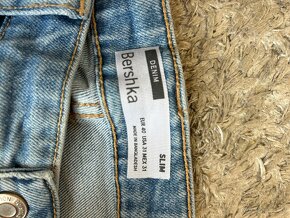 DENIM
Bershka
SLIM
EUR 40 USA 31 MEX 31
MADE IN BANGLADESH